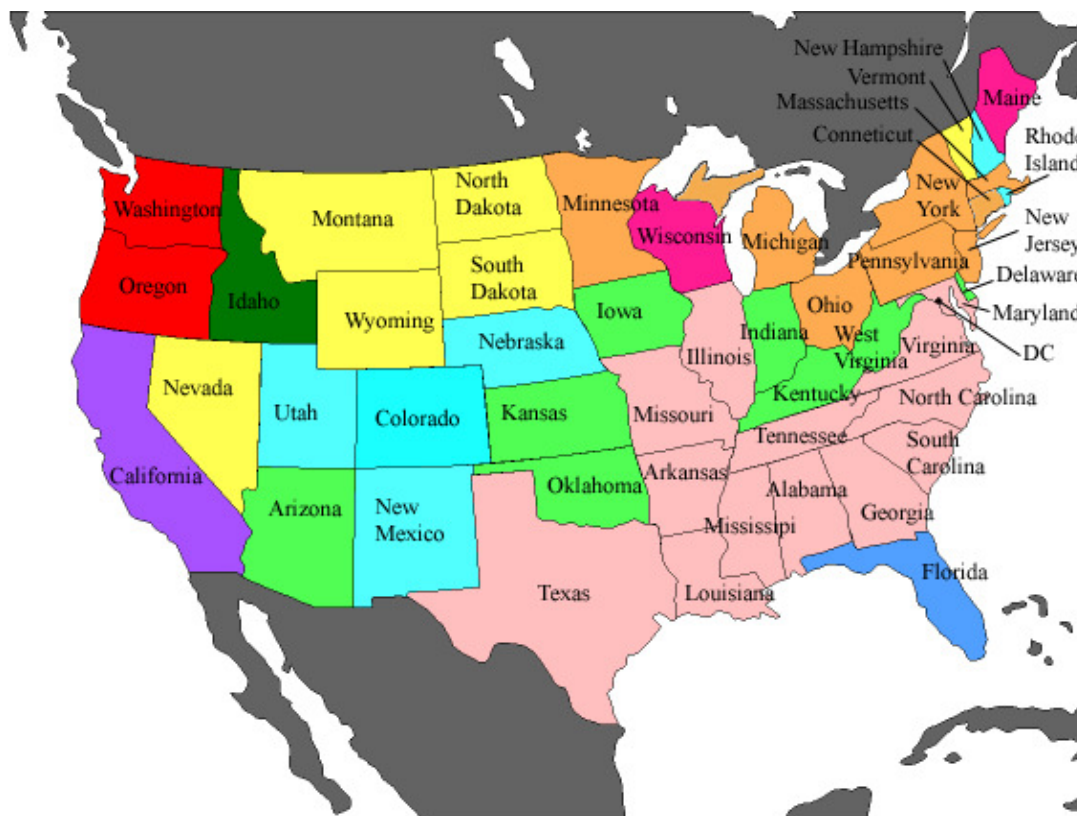 New Hampshire
Vermont
Massachusetts
Conneticut
Maine
Rhode
Island
Washington
Montana
North
Dakota
Minnesota
Wisconsin
Michigan
New
York
New
Jersey
Oregon
Idaho
Wyoming
South
Dakota
Iowa
Pennsylvania
Delaware
Nebraska
Illinois
Indiana
Ohio
West
Virginia
Virginia
Maryland
DC
Nevada
Utah
Colorado
Kansas
Missouri
Kentucky
North Carolina
California
Arizona
New
Mexico
Oklahoma
Arkansas
Tennessee
South
Carolina
Mississipi
Alabama
Georgia
Texas
Louisiana
Florida